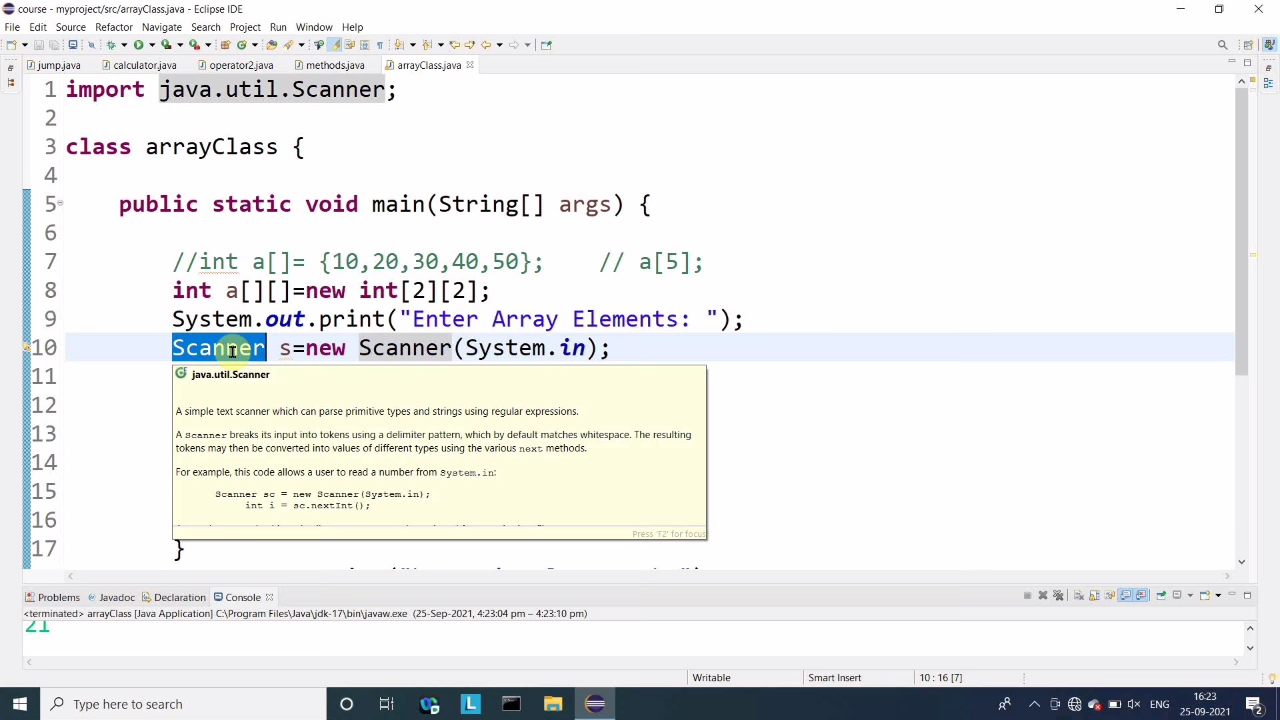 course - myproject/src/arrayClass.java - Eclipse IDE
File Edit Source Refactor Navigate Search Project Run Window Help
jump.java calculator.java operator2.java methods.java arrayClass.java
1 import java.util.Scanner;
2
3 class arrayClass {
4
5 public static void main(String[] args) {
6
7 //int a[]= {10,20,30,40,50}; // a[5];
8 int a[][]=new int[2][2];
9 System.out.print("Enter Array Elements: ");
10 Scanner s=new Scanner(System.in);
11
java.util.Scanner
12
A simple text scanner which can parse primitive types and strings using regular expressions.
13
A Scanner breaks its input into tokens using a delimiter pattern, which by default matches whitespace. The resulting
tokens may then be converted into values of different types using the various next methods.
14
For example, this code allows a user to read a number from System.in:
15
Scanner sc = new Scanner(System.in);
int i = sc.nextInt();
16
Press 'F2' for focus
17 }
Problems Javadoc Declaration Console
<terminated> arrayClass [Java Application] C:\Program Files\Java\jdk-17\bin\javaw.exe (25-Sep-2021, 4:23:04 pm – 4:23:10 pm)
21
Writable Smart Insert 10 : 16 [7]
Type here to search
L
ENG
16:23
25-09-2021
2